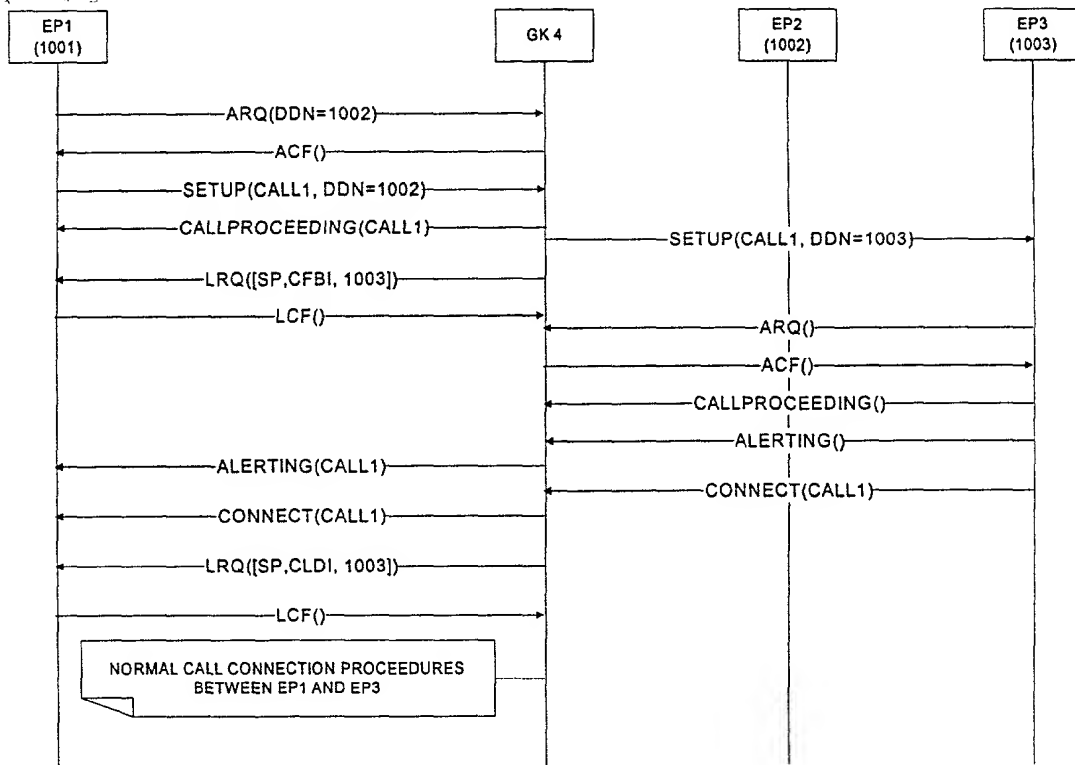 EP1
(1001)
GK 4
EP2
(1002)
EP3
(1003)
ARQ(DDN=1002)
ACF()
SETUP(CALL1, DDN=1002)
CALLPROCEEDING(CALL1)
SETUP(CALL1, DDN=1003)
LRQ([SP,CFBI, 1003])
LCF()
ARQ()
ACF()
CALLPROCEEDING()
ALERTING()
ALERTING(CALL1)
CONNECT(CALL1)
CONNECT(CALL1)
LRQ([SP,CLDI, 1003])
LCF()
NORMAL CALL CONNECTION PROCEEDURES
BETWEEN EP1 AND EP3